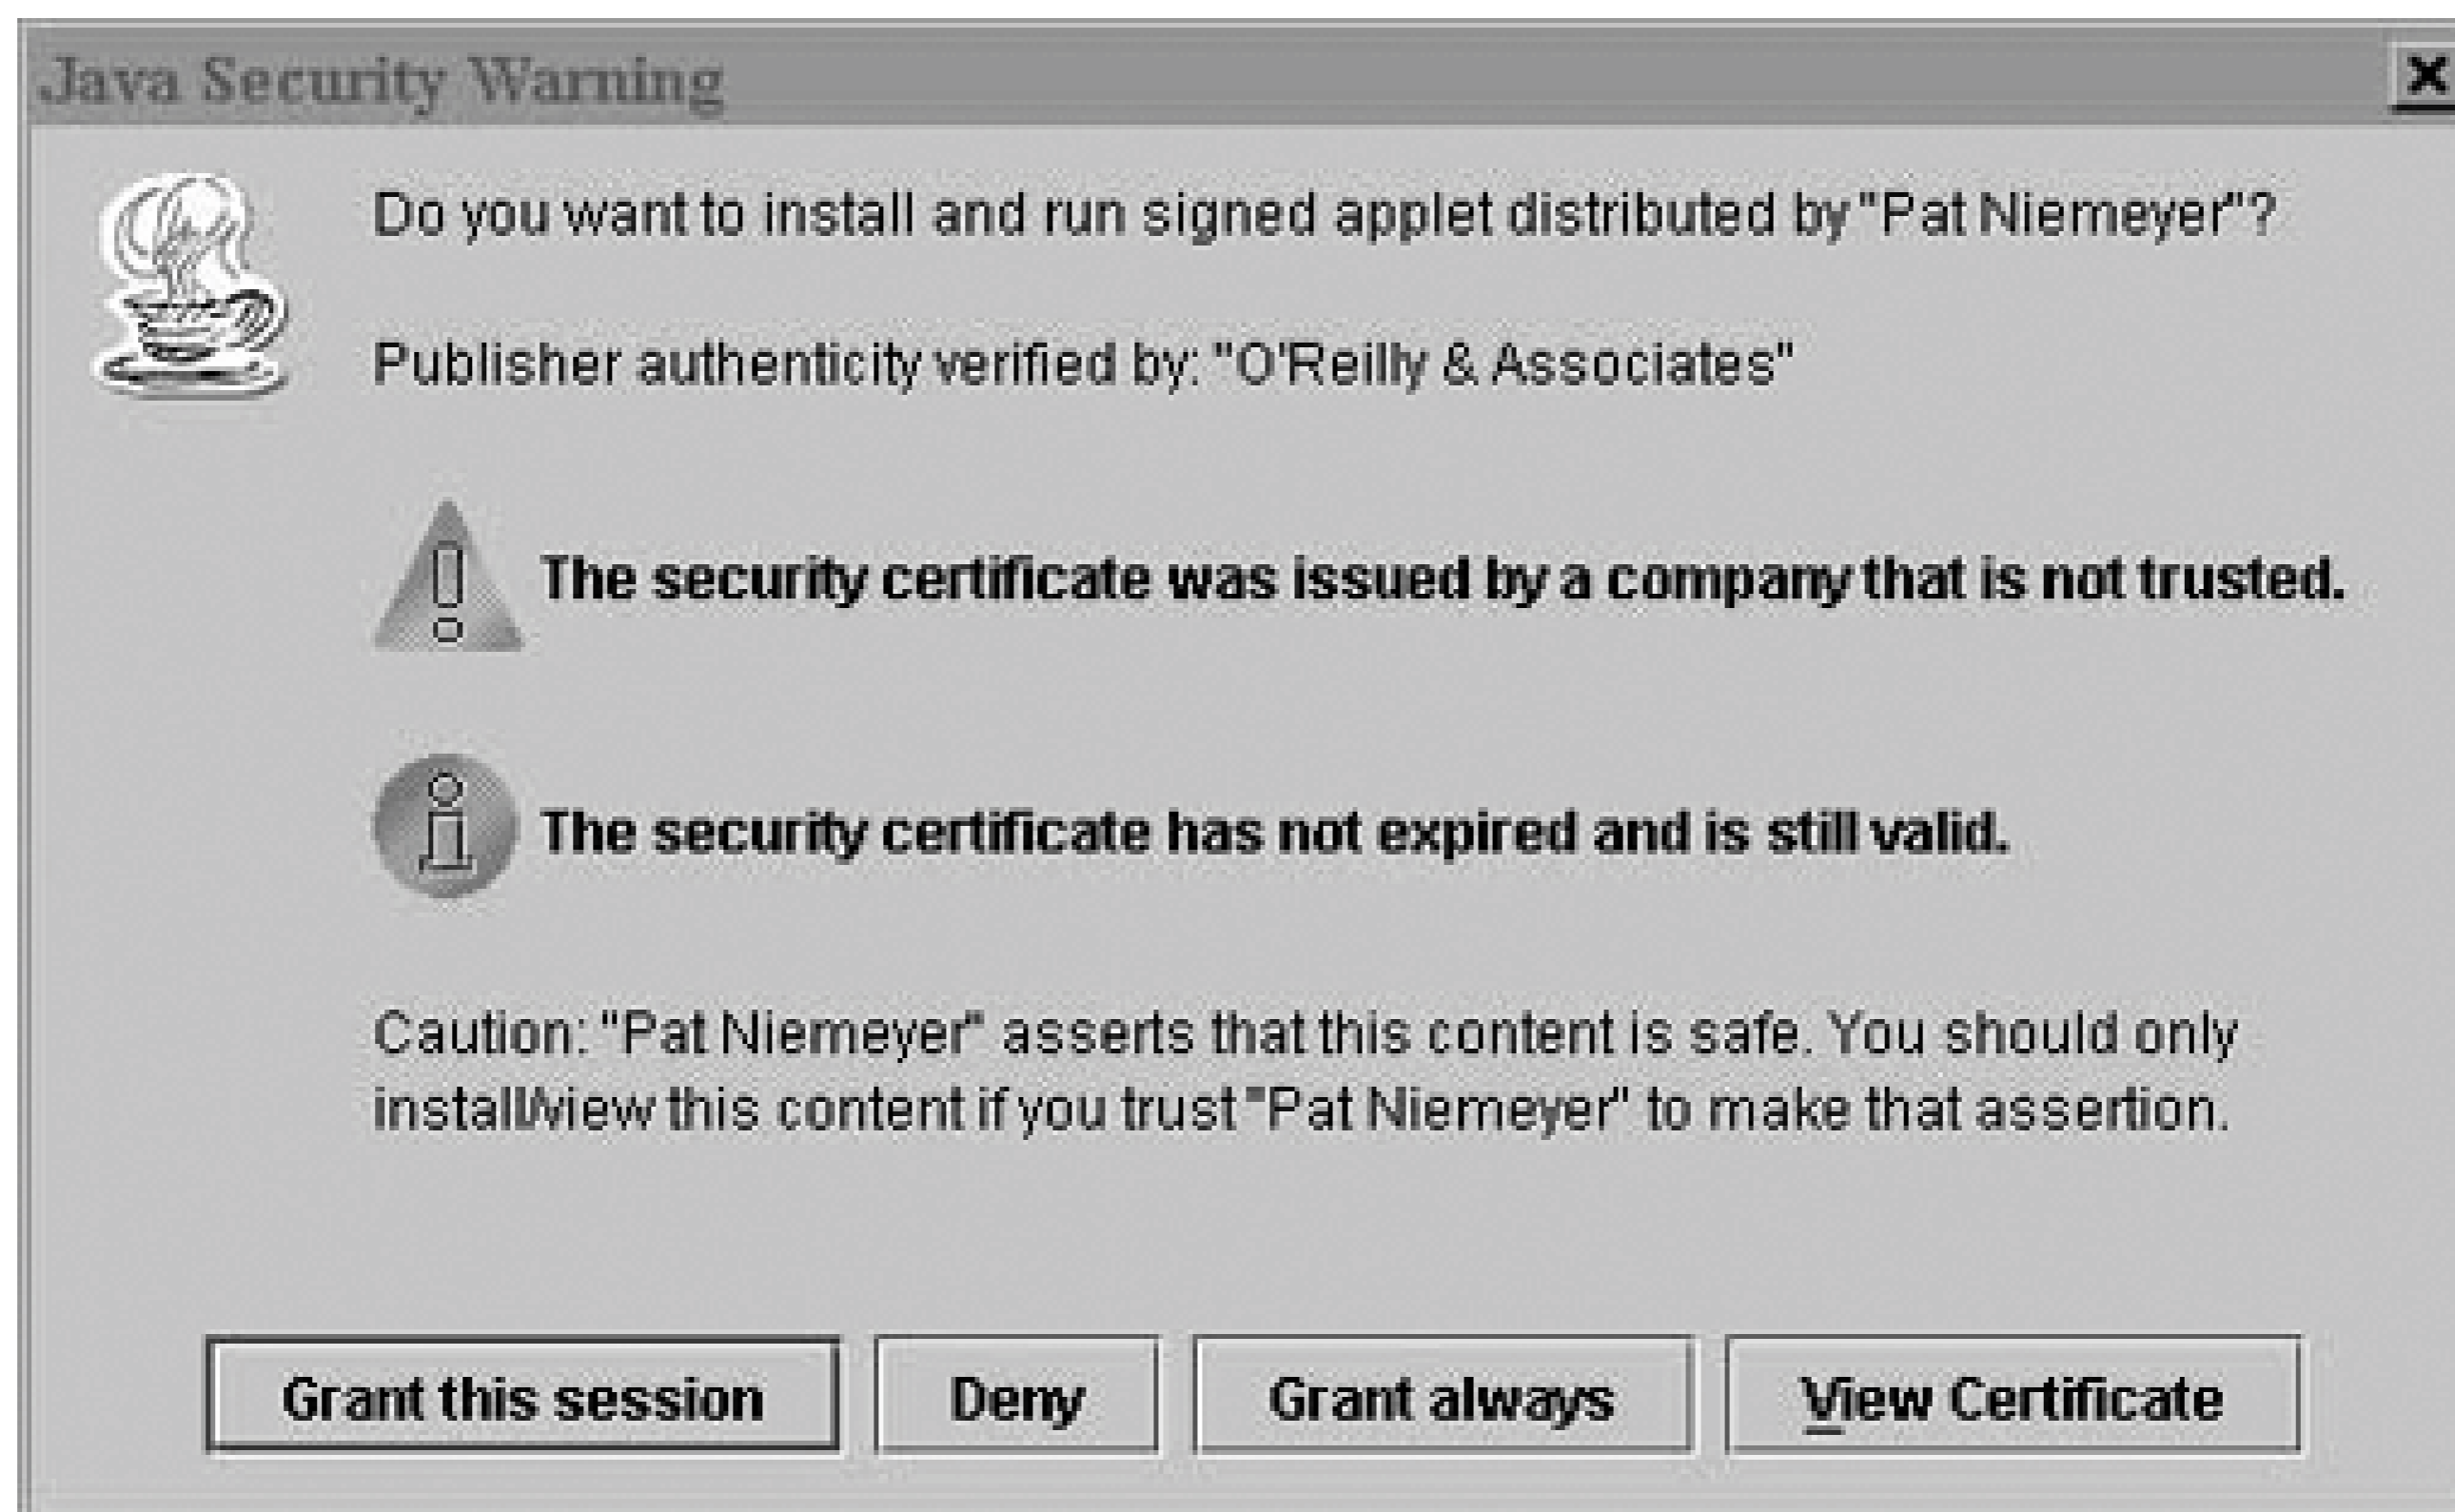 Java Security Warning
Do you want to install and run signed applet distributed by "Pat Niemeyer"?
Publisher authenticity verified by: "O'Reilly & Associates"
The security certificate was issued by a company that is not trusted.
The security certificate has not expired and is still valid.
Caution: "Pat Niemeyer" asserts that this content is safe. You should only
install/view this content if you trust "Pat Niemeyer" to make that assertion.
Grant this session Deny Grant always View Certificate